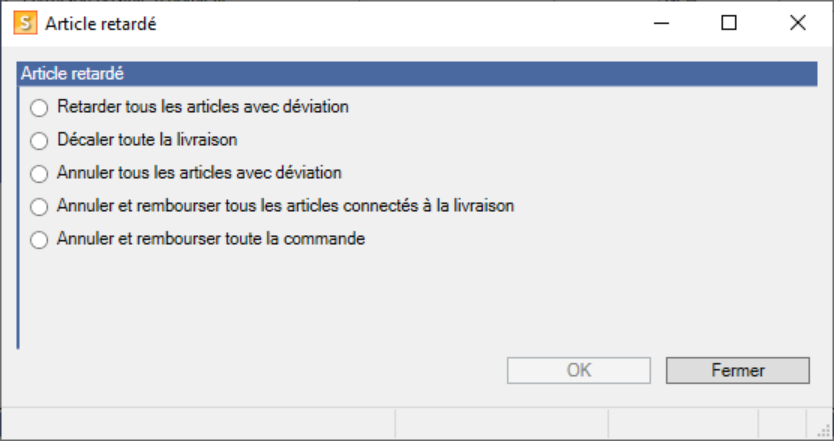 S Article retardé
Article retardé
Retarder tous les articles avec déviation
Décaler toute la livraison
Annuler tous les articles avec déviation
Annuler et rembourser tous les articles connectés à la livraison
Annuler et rembourser toute la commande
OK Fermer